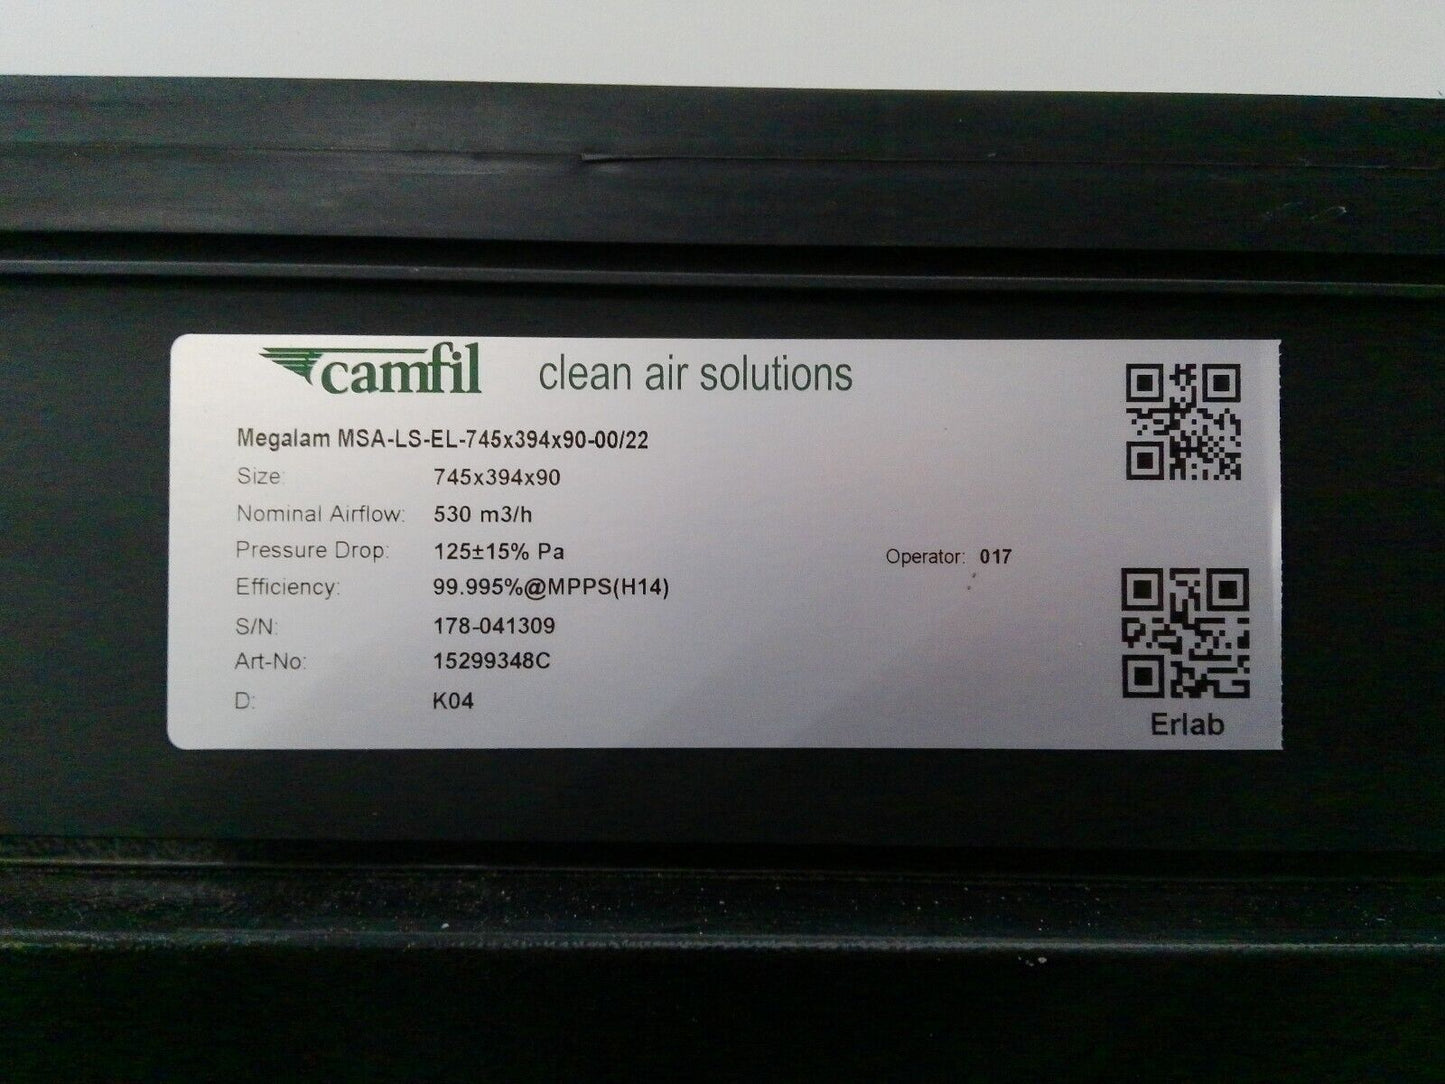 camfil clean air solutions
Megalam MSA-LS-EL-745x394x90-00/22
Size: 745x394x90
Nominal Airflow: 530 m3/h
Pressure Drop: 125±15% Pa
Operator: 017
Efficiency: 99.995%@MPPS(H14)
S/N: 178-041309
Art-No: 15299348C
D: K04
Erlab